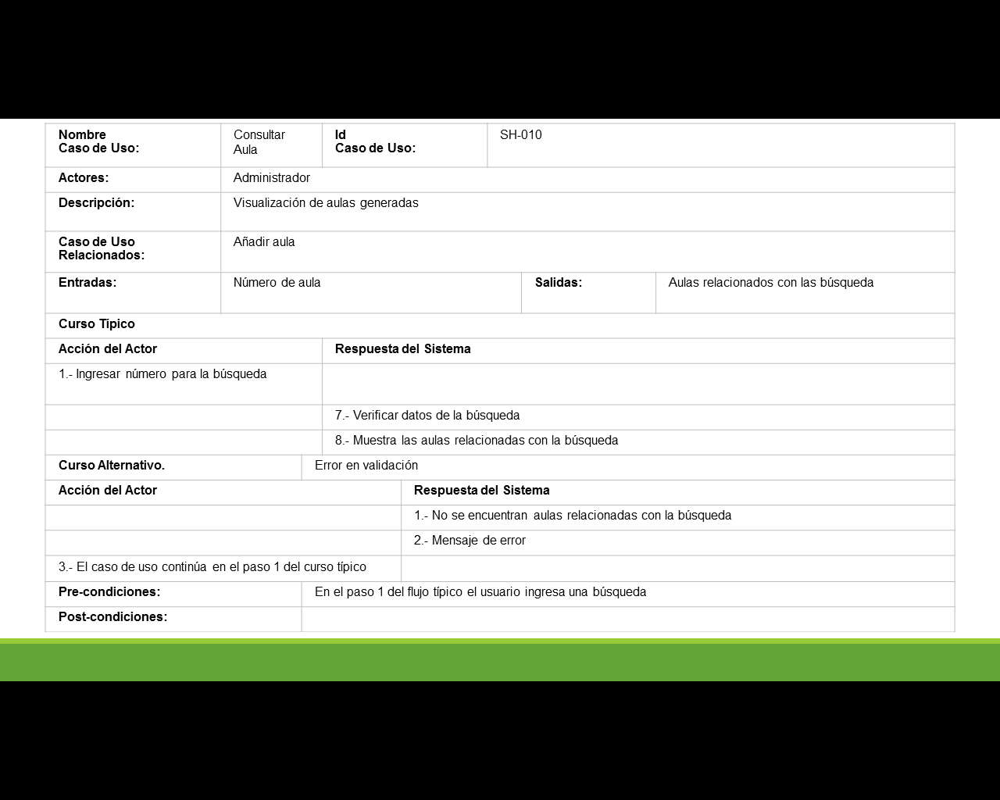 Nombre
Caso de Uso:
Consultar
Aula
Id
Caso de Uso:
SH-010
Actores:
Administrador
Descripción:
Visualización de aulas generadas
Caso de Uso
Relacionados:
Añadir aula
Entradas:
Número de aula
Salidas:
Aulas relacionados con las búsqueda
Curso Típico
Acción del Actor
Respuesta del Sistema
1.- Ingresar número para la búsqueda
7.- Verificar datos de la búsqueda
8.- Muestra las aulas relacionadas con la búsqueda
Curso Alternativo.
Error en validación
Acción del Actor
Respuesta del Sistema
1.- No se encuentran aulas relacionadas con la búsqueda
2.- Mensaje de error
3.- El caso de uso continúa en el paso 1 del curso típico
Pre-condiciones:
En el paso 1 del flujo típico el usuario ingresa una búsqueda
Post-condiciones: